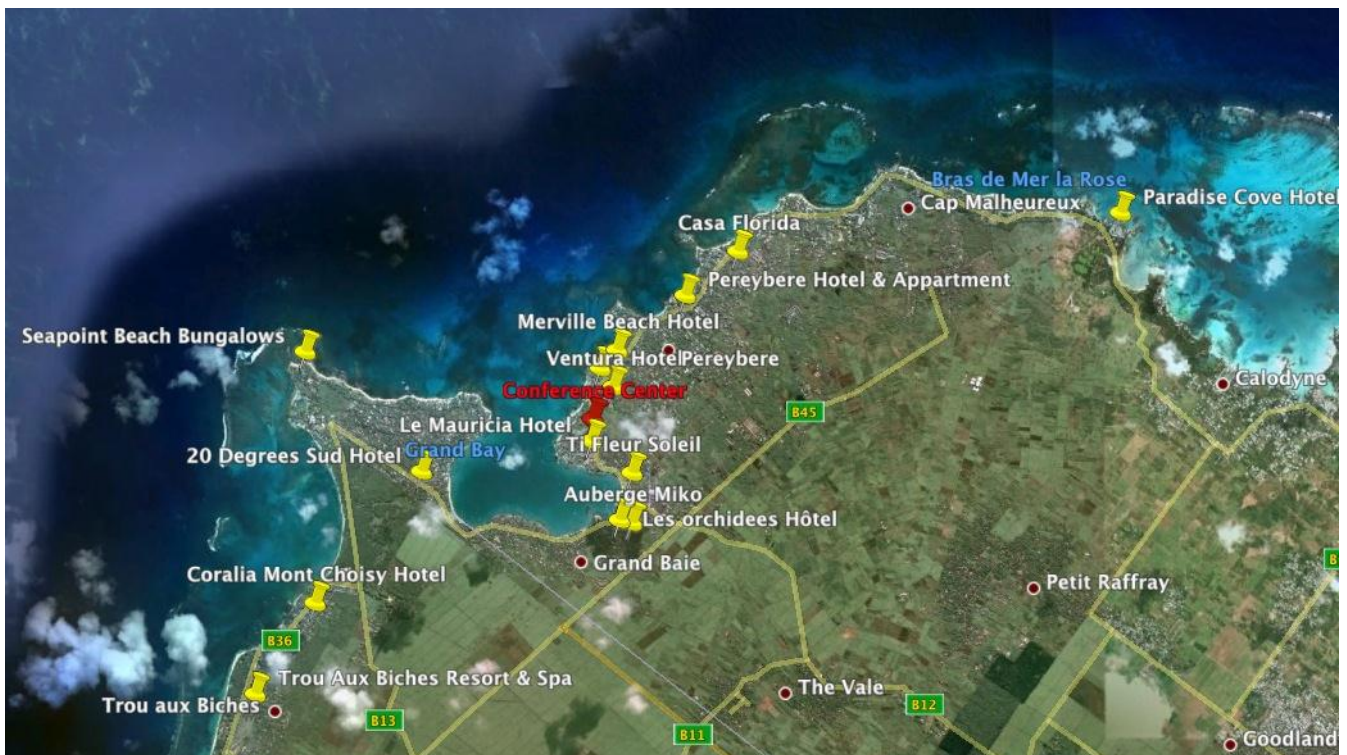 Bras de Mer la Rose
Paradise Cove Hotel
Cap Malheureux
Casa Florida
Pereybere Hotel & Appartment
Merville Beach Hotel
Seapoint Beach Bungalows
Ventura Hotel
Pereybere
Calodyne
Conference Center
B45
Le Mauricia Hotel
Ti Fleur Soleil
20 Degrees Sud Hotel
Grand Bay
Auberge Miko
Les orchidees Hôtel
Grand Baie
B
Coralia Mont Choisy Hotel
Petit Raffray
B36
Trou Aux Biches Resort & Spa
The Vale
Trou aux Biches
B12
B13
B11
Goodland